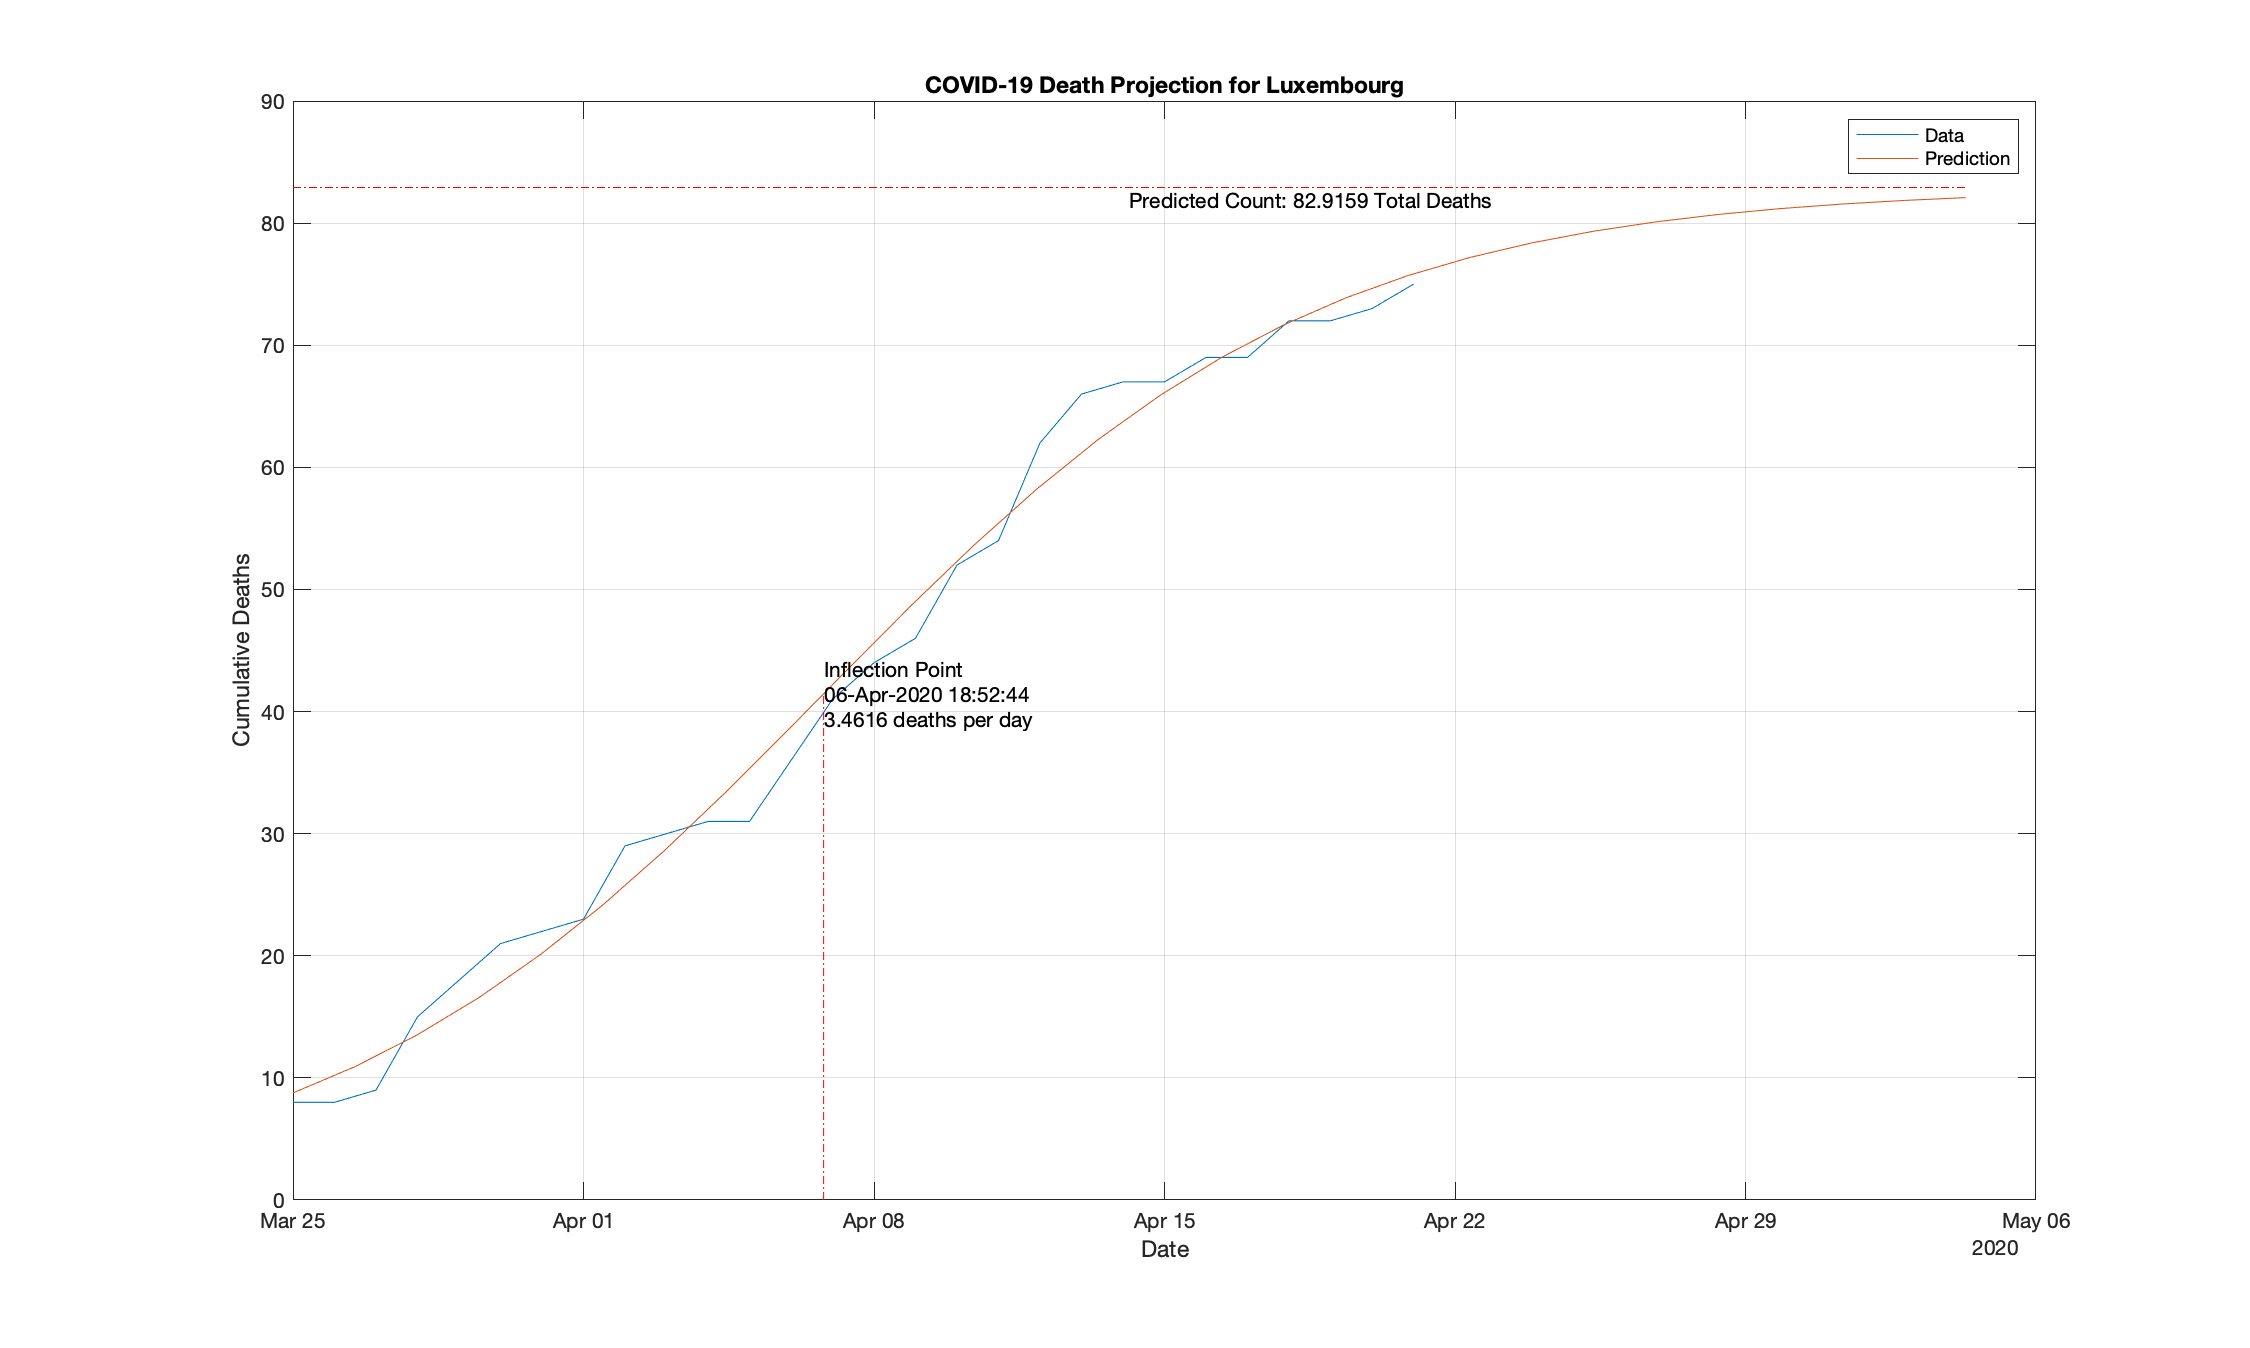 COVID-19 Death Projection for Luxembourg
90
Data
Prediction
Predicted Count: 82.9159 Total Deaths
80
70
60
50
Inflection Point
06-Apr-2020 18:52:44
3.4616 deaths per day
40
30
20
10
0
Cumulative Deaths
Mar 25 Apr 01 Apr 08 Apr 15 Apr 22 Apr 29 May 06
Date
2020